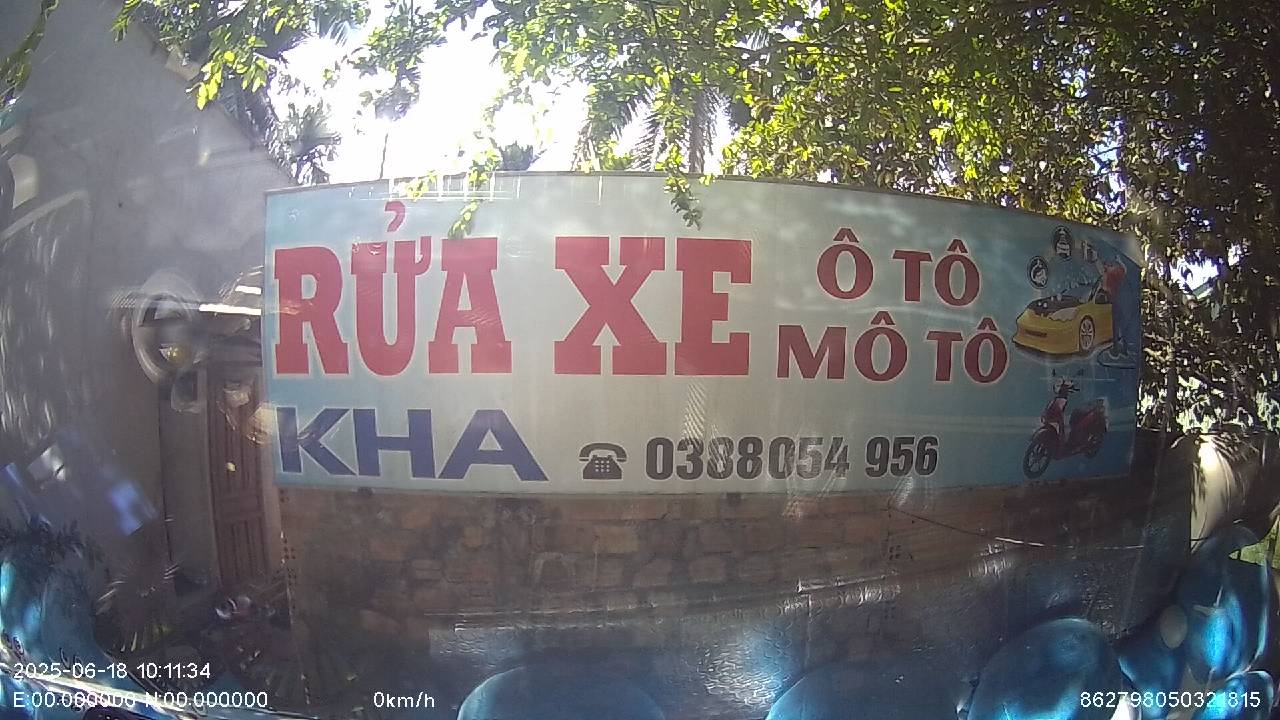 RỬA XE
Ô TÔ
MÔ TÔ
KHA
0388054 956
2025-06-18 10:11:34
E:00.000000 N:00.000000
0km/h
862798050321815